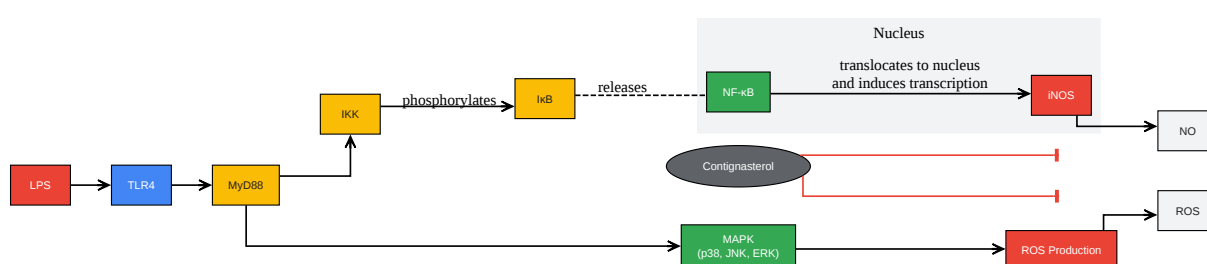 Nucleus
translocates to nucleus
and induces transcription
phosphorylates
releases
NF-κB
iNOS
IκB
IKK
NO
Contignasterol
LPS
TLR4
MyD88
ROS
MAPK
(p38, JNK, ERK)
ROS Production